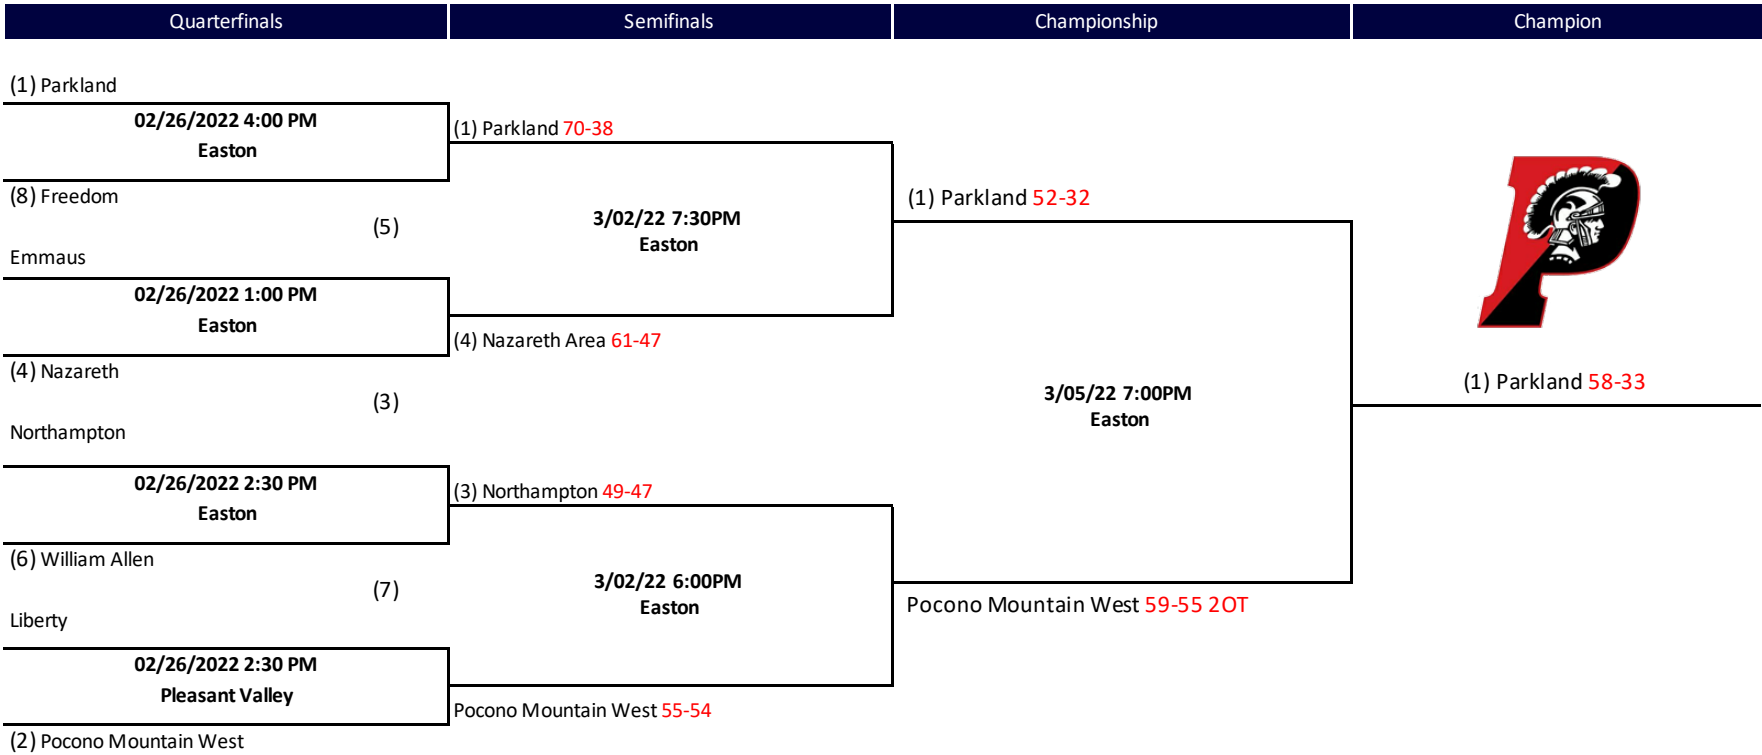 Quarterfinals
Semifinals
Championship
Champion
(1) Parkland
02/26/2022 4:00 PM
Easton
(8) Freedom
(5)
Emmaus
02/26/2022 1:00 PM
Easton
(4) Nazareth
(3)
Northampton
02/26/2022 2:30 PM
Easton
(6) William Allen
(7)
Liberty
02/26/2022 2:30 PM
Pleasant Valley
(2) Pocono Mountain West
(1) Parkland 70-38
3/02/22 7:30PM
Easton
(4) Nazareth Area 61-47
(3) Northampton 49-47
3/02/22 6:00PM
Easton
Pocono Mountain West 55-54
(1) Parkland 52-32
3/05/22 7:00PM
Easton
Pocono Mountain West 59-55 2OT
P
(1) Parkland 58-33